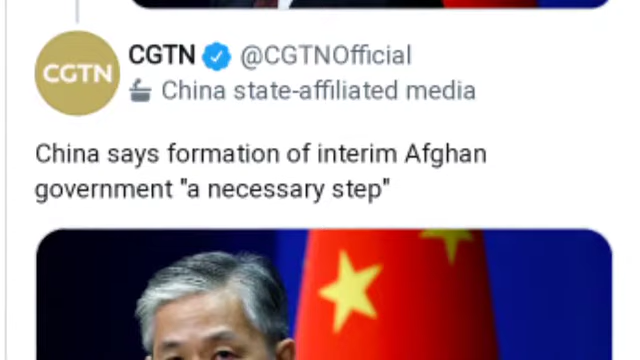 CGTN
CGTN @CGTNOfficial
China state-affiliated media
China says formation of interim Afghan
government "a necessary step"